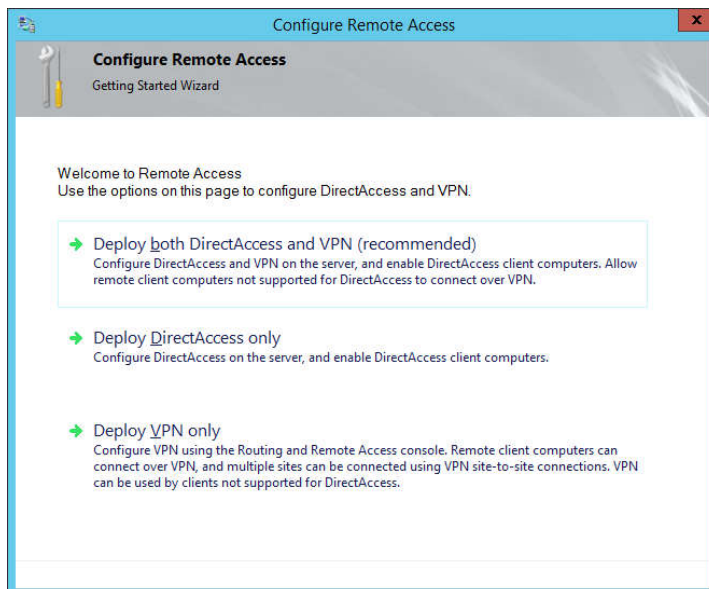 Configure Remote Access
x
Configure Remote Access
Getting Started Wizard
Welcome to Remote Access
Use the options on this page to configure DirectAccess and VPN.
Deploy both DirectAccess and VPN (recommended)
Configure DirectAccess and VPN on the server, and enable DirectAccess client computers. Allow
remote client computers not supported for DirectAccess to connect over VPN.
Deploy DirectAccess only
Configure DirectAccess on the server, and enable DirectAccess client computers.
Deploy VPN only
Configure VPN using the Routing and Remote Access console. Remote client computers can
connect over VPN, and multiple sites can be connected using VPN site-to-site connections. VPN
can be used by clients not supported for DirectAccess.